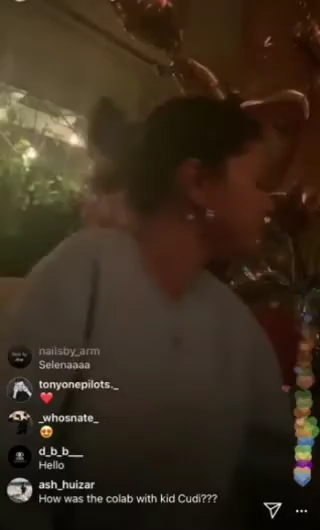 nailsby_arm
Selenaaaa
tonyonepilots._
❤️
_whosnate_
😍
d_b_b___
Hello
ash_huizar
How was the colab with kid Cudi???